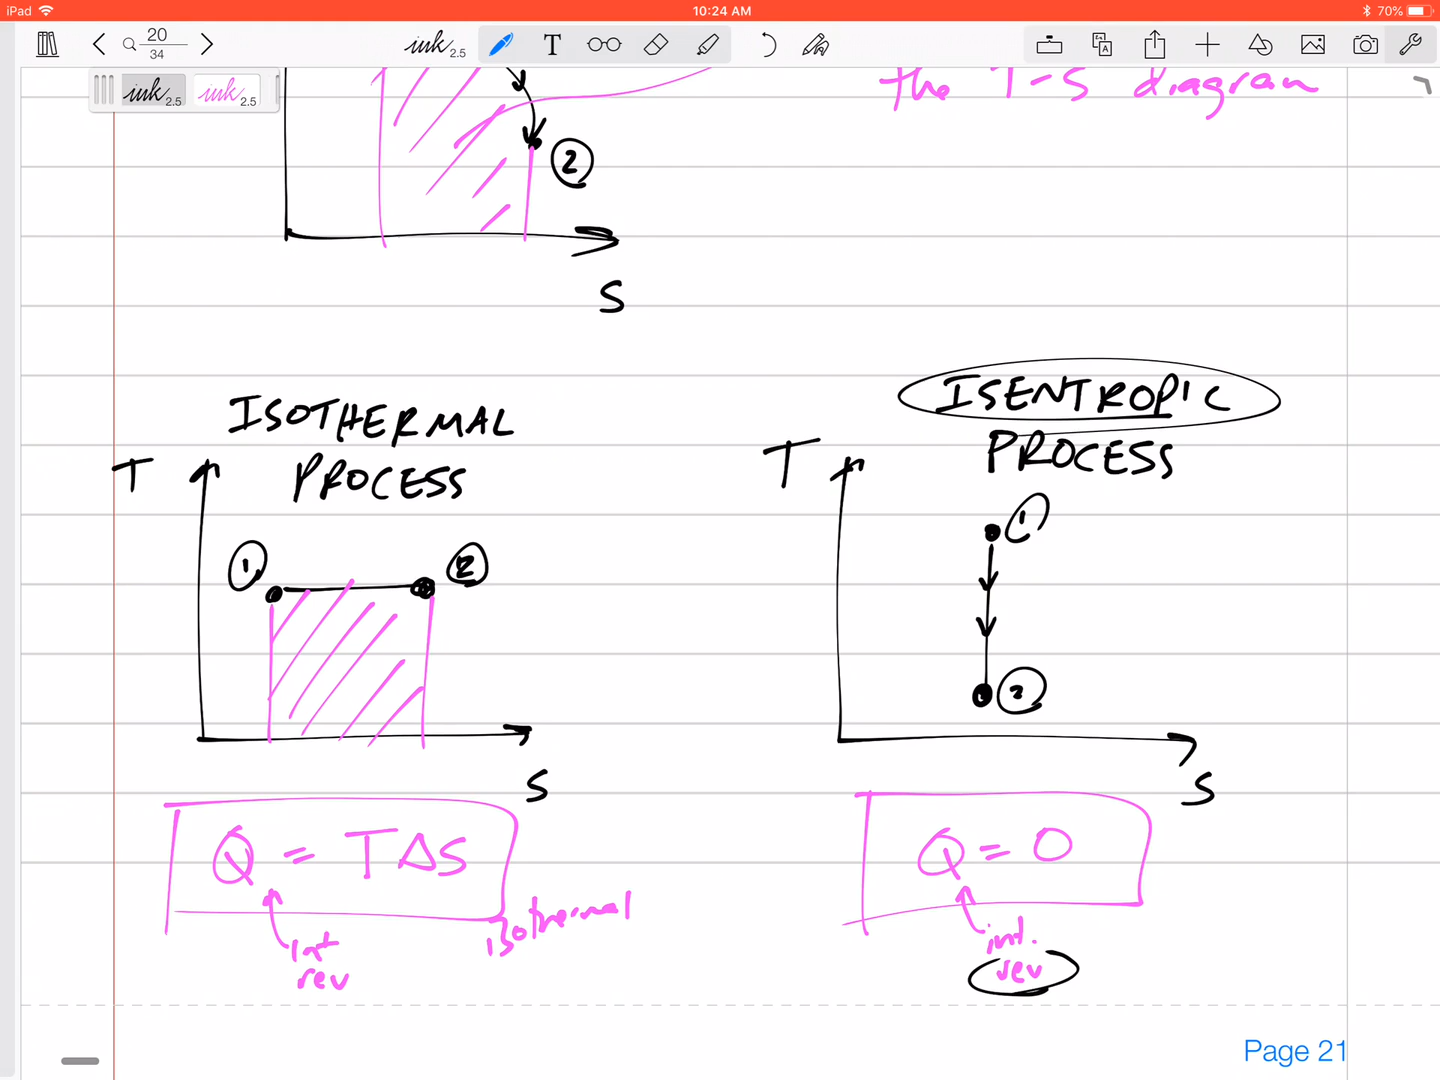 iPad
10:24 AM
70%
20
34
ink 2.5
T
ink 2.5
ink 2.5
the T-S diagram
2
S
ISOTHERMAL
PROCESS
T
1
2
S
Q = TΔS
Int
rev
isothermal
ISENTROPIC
PROCESS
T
1
2
S
Q = 0
int.
rev
Page 21